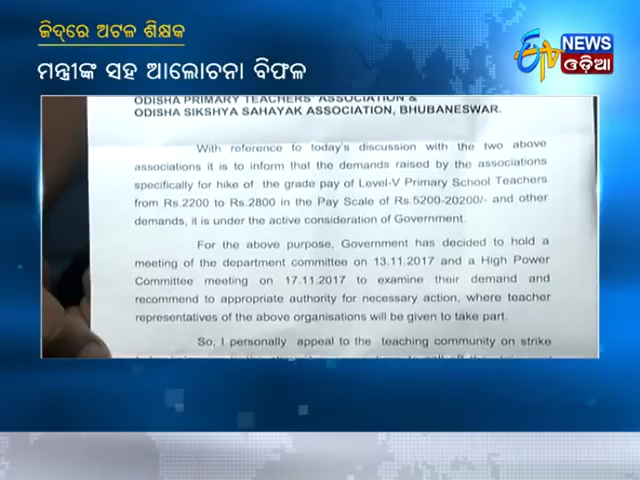 ଜିଦ୍‌ରେ ଅଟଳ ଶିକ୍ଷକ
ମନ୍ତ୍ରୀଙ୍କ ସହ ଆଲୋଚନା ବିଫଳ
ETV NEWS
ଓଡ଼ିଆ
ODISHA PRIMARY TEACHERS' ASSOCIATION &
ODISHA SIKSHYA SAHAYAK ASSOCIATION, BHUBANESWAR.
With reference to today's discussion with the two above
associations it is to inform that the demands raised by the associations
specifically for hike of the grade pay of Level-V Primary School Teachers
from Rs.2200 to Rs.2800 in the Pay Scale of Rs.5200-20200/- and other
demands, it is under the active consideration of Government.
For the above purpose, Government has decided to hold a
meeting of the department committee on 13.11.2017 and a High Power
Committee meeting on 17.11.2017 to examine their demand and
recommend to appropriate authority for necessary action, where teacher
representatives of the above organisations will be given to take part.
So, I personally appeal to the teaching community on strike